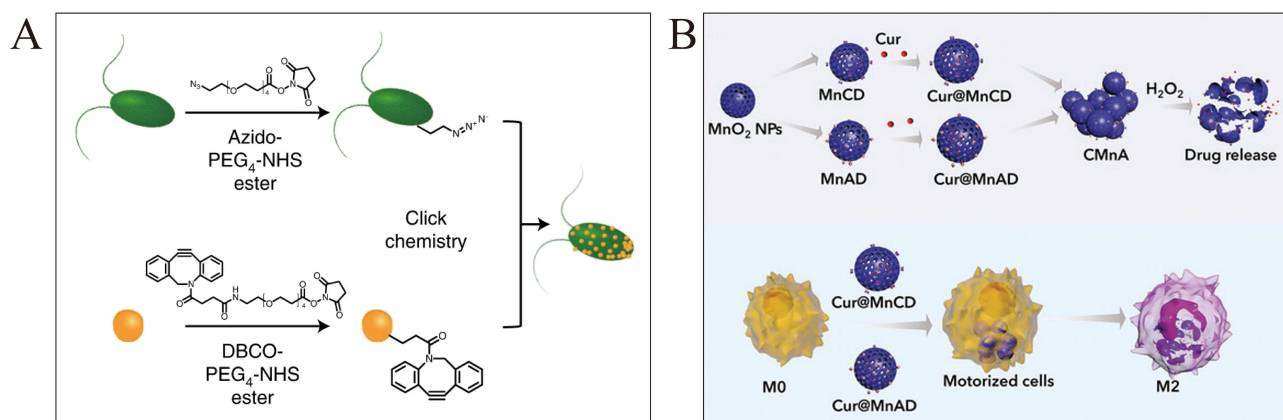 A
N₃
O
4
O
O
N
O
O
Azido-
PEG₄-NHS
ester
N
N
N
Click
chemistry
N
O
O
H
N
O
4
O
O
N
O
O
DBCO-
PEG₄-NHS
ester
O
N
B
Cur
MnO₂ NPs
MnCD
Cur@MnCD
MnAD
Cur@MnAD
CMnA
H₂O₂
Drug release
M0
Cur@MnCD
Cur@MnAD
Motorized cells
M2